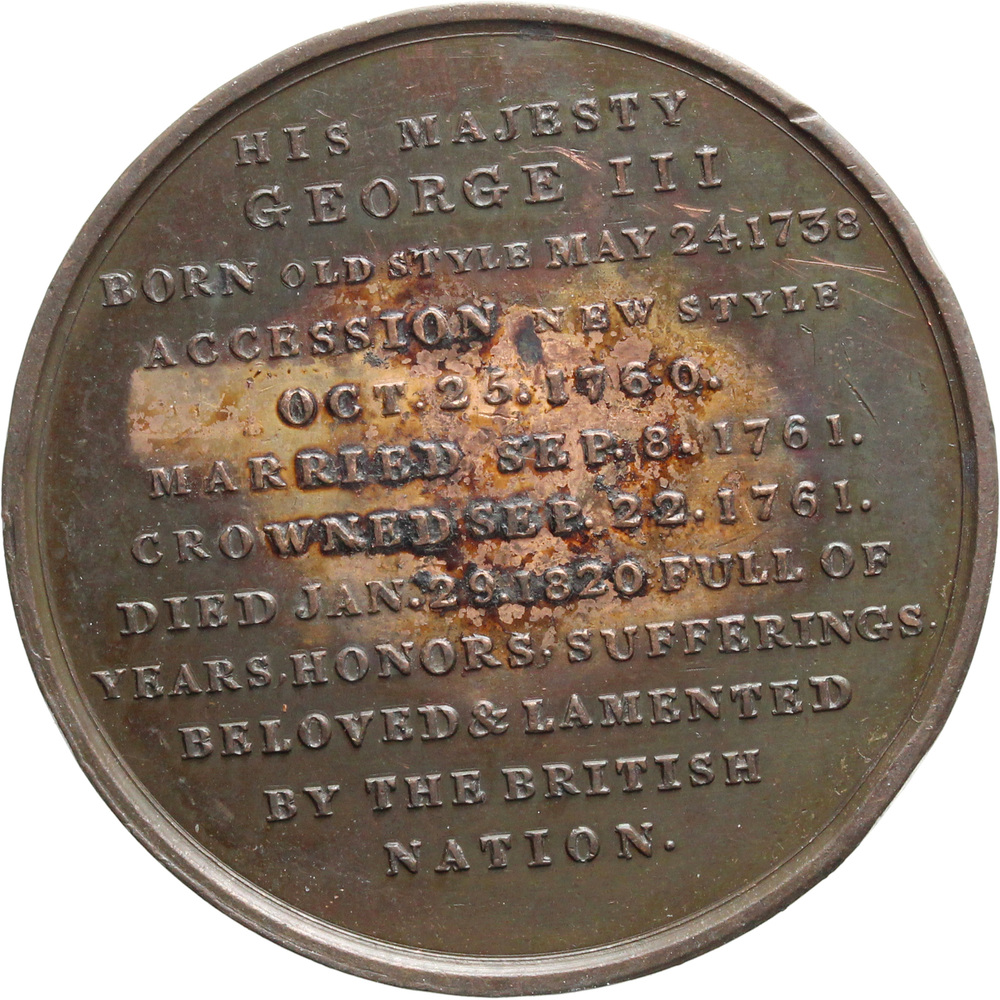 HIS MAJESTY
GEORGE III
BORN OLD STYLE MAY 24.1738
ACCESSION NEW STYLE
OCT. 25. 1760.
MARRIED SEP. 8. 1761.
CROWNED SEP. 22. 1761.
DIED JAN. 29.1820 FULL OF
YEARS, HONORS, SUFFERINGS.
BELOVED & LAMENTED
BY THE BRITISH
NATION.